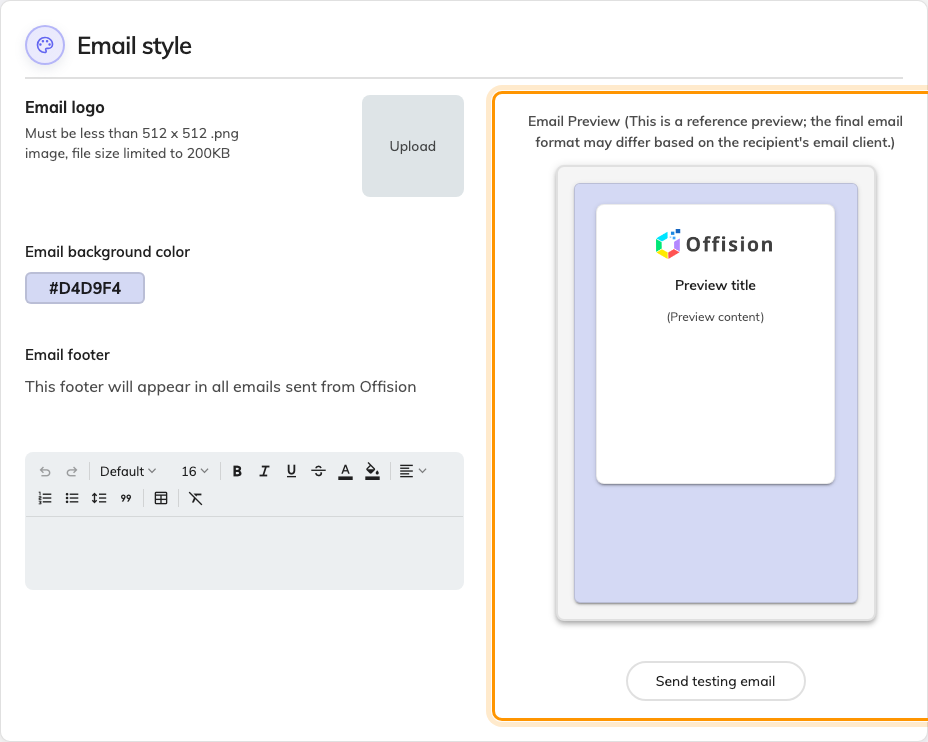 Email style
Email logo
Must be less than 512 x 512 .png
image, file size limited to 200KB
Upload
Email background color
#D4D9F4
Email footer
This footer will appear in all emails sent from Offision
Default
16
B I U A
Email Preview (This is a reference preview; the final email
format may differ based on the recipient's email client.)
Offision
Preview title
(Preview content)
Send testing email